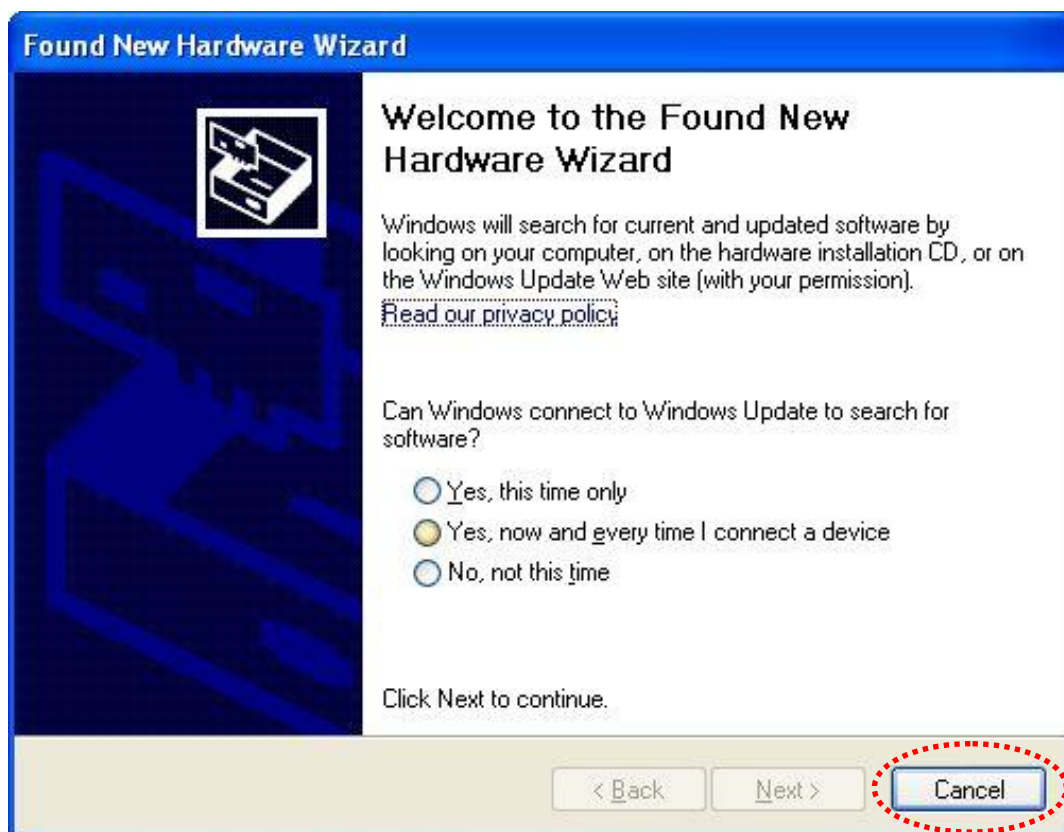 Found New Hardware Wizard
Welcome to the Found New
Hardware Wizard
Windows will search for current and updated software by
looking on your computer, on the hardware installation CD, or on
the Windows Update Web site (with your permission).
Read our privacy policy
Can Windows connect to Windows Update to search for
software?
Yes, this time only
Yes, now and every time I connect a device
No, not this time
Click Next to continue.
< Back Next > Cancel